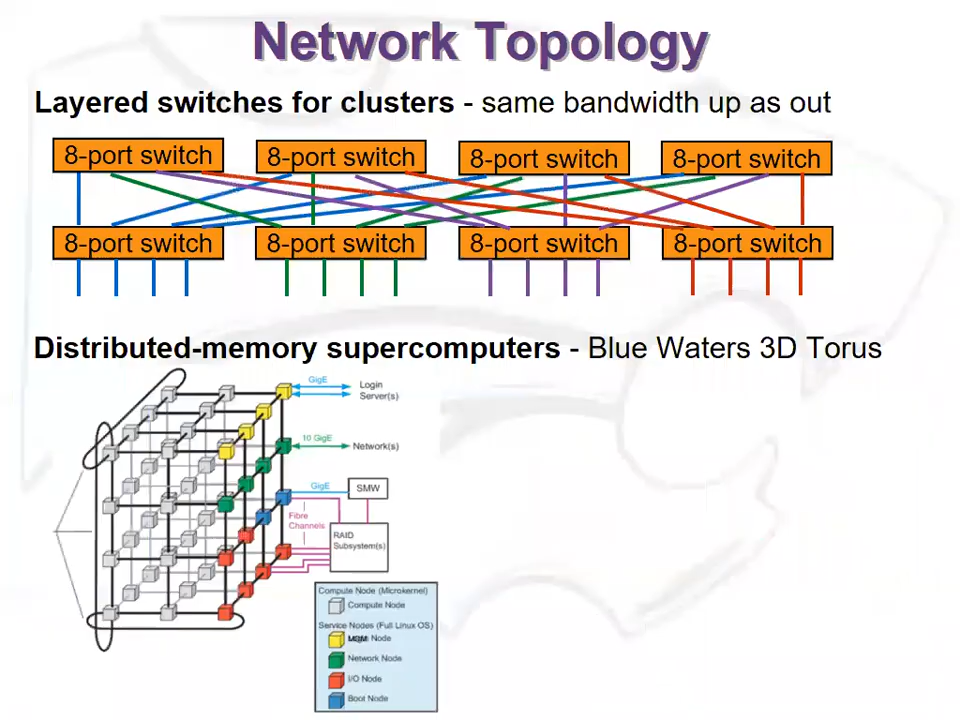 Network Topology
Layered switches for clusters - same bandwidth up as out
8-port switch 8-port switch 8-port switch 8-port switch
8-port switch 8-port switch 8-port switch 8-port switch
Distributed-memory supercomputers - Blue Waters 3D Torus
GigE
Login
Server(s)
10 GigE
Network(s)
GigE
SMW
Fibre
Channels
RAID
Subsystem(s)
Compute Node (Microkernel)
Compute Node
Service Nodes (Full Linux OS)
Node
Network Node
I/O Node
Boot Node